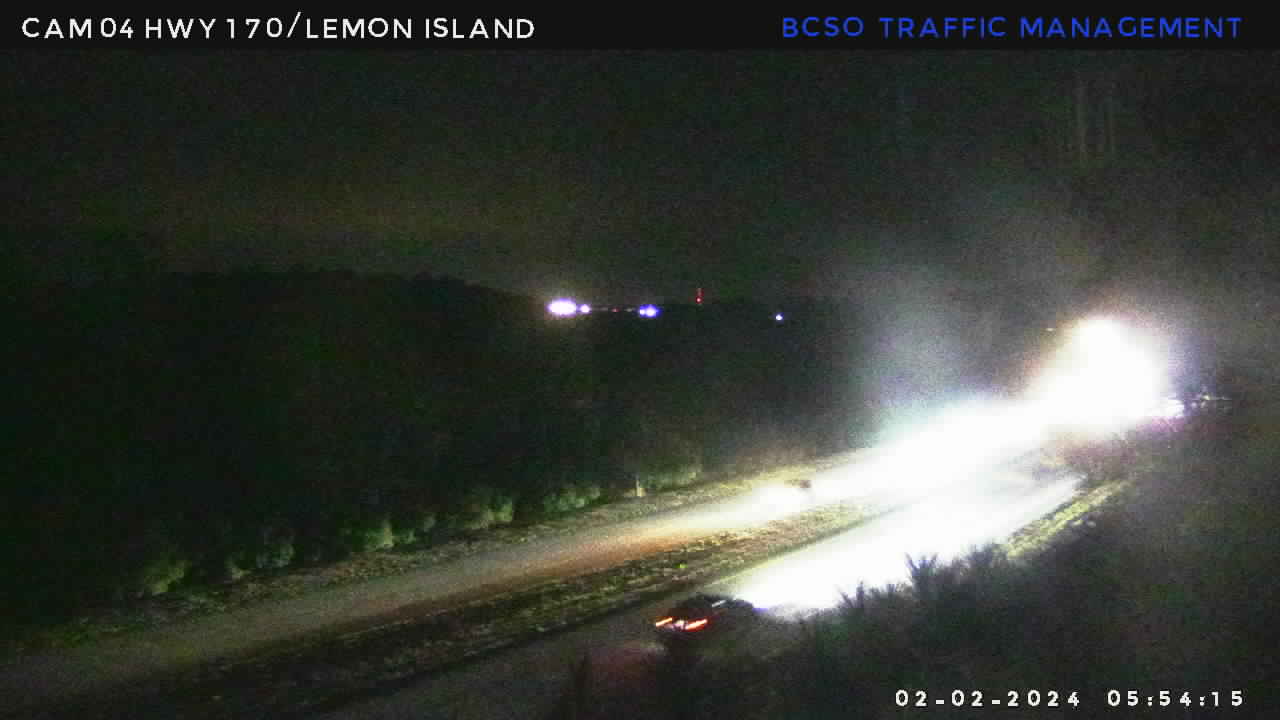 CAM04 HWY 170/LEMON ISLAND
BCSO TRAFFIC MANAGEMENT
02-02-2024 05:54:15